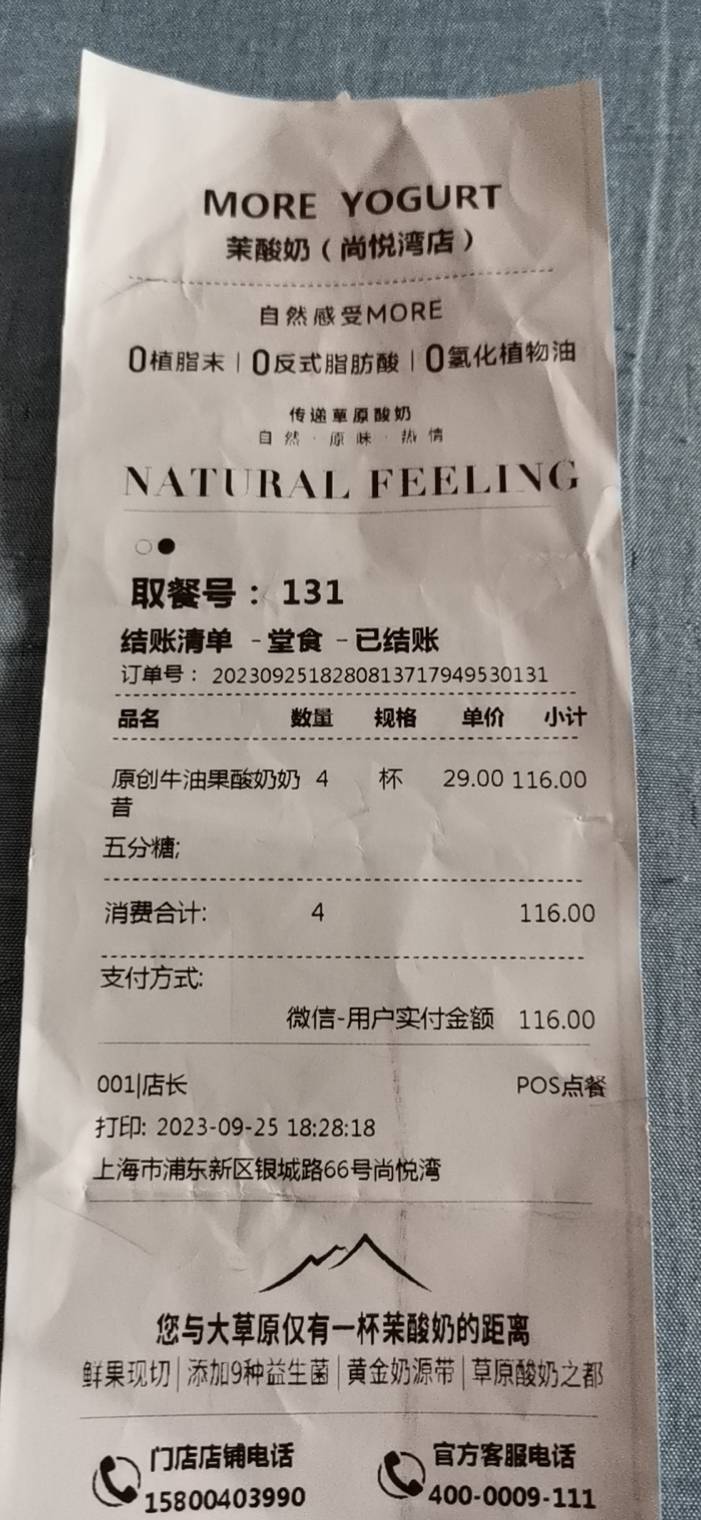 MORE YOGURT
茉酸奶（尚悦湾店）
自然感受MORE
0植脂末|0反式脂肪酸|0氢化植物油
传递草原酸奶
自然·原味·热情
NATURAL FEELING
取餐号： 131
结账清单 -堂食 -已结账
订单号： 2023092518280813717949530131
品名 数量 规格 单价 小计
原创牛油果酸奶奶 4 杯 29.00 116.00
昔
五分糖;
消费合计: 4 116.00
支付方式:
微信-用户实付金额 116.00
001|店长 POS点餐
打印: 2023-09-25 18:28:18
上海市浦东新区银城路66号尚悦湾
您与大草原仅有一杯茉酸奶的距离
鲜果现切|添加9种益生菌|黄金奶源带|草原酸奶之都
门店店铺电话 官方客服电话
15800403990 400-0009-111